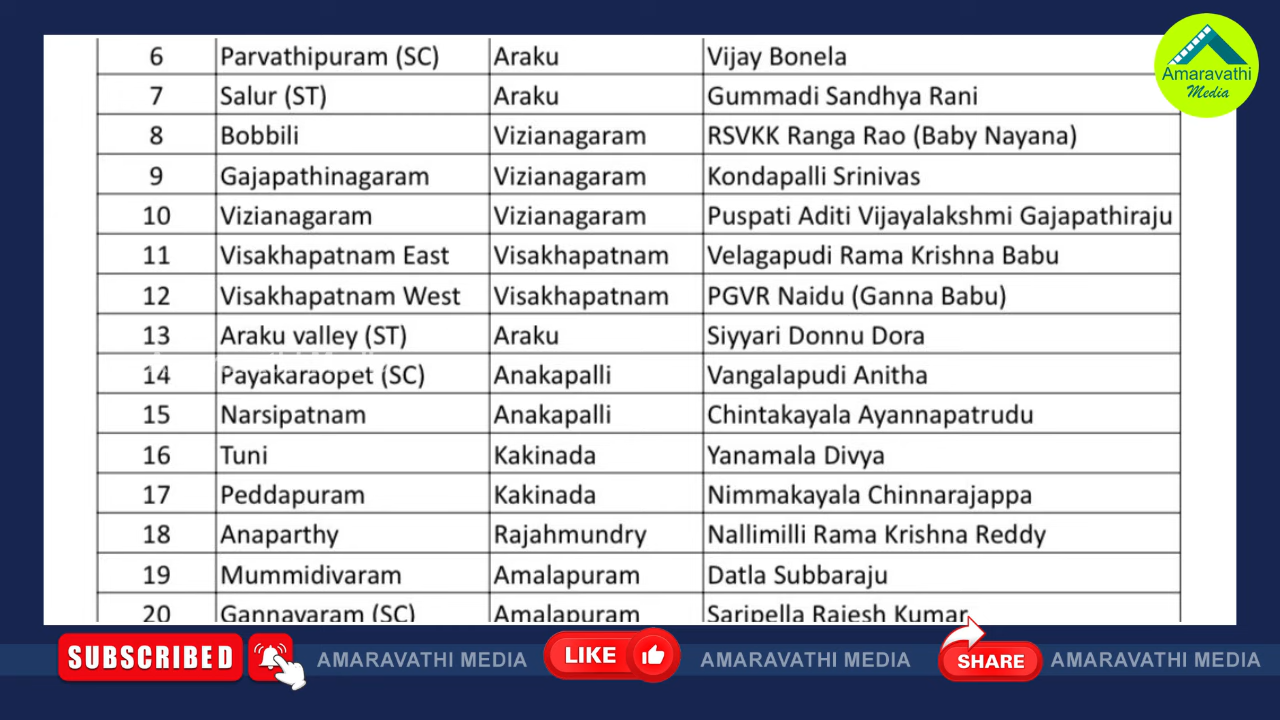 6 Parvathipuram (SC) Araku Vijay Bonela
7 Salur (ST) Araku Gummadi Sandhya Rani
8 Bobbili Vizianagaram RSVKK Ranga Rao (Baby Nayana)
9 Gajapathinagaram Vizianagaram Kondapalli Srinivas
10 Vizianagaram Vizianagaram Puspati Aditi Vijayalakshmi Gajapathiraju
11 Visakhapatnam East Visakhapatnam Velagapudi Rama Krishna Babu
12 Visakhapatnam West Visakhapatnam PGVR Naidu (Ganna Babu)
13 Araku valley (ST) Araku Siyyari Donnu Dora
14 Payakaraopet (SC) Anakapalli Vangalapudi Anitha
15 Narsipatnam Anakapalli Chintakayala Ayannapatrudu
16 Tuni Kakinada Yanamala Divya
17 Peddapuram Kakinada Nimmakayala Chinnarajappa
18 Anaparthy Rajahmundry Nallimilli Rama Krishna Reddy
19 Mummidivaram Amalapuram Datla Subbaraju
20 Gannavaram (SC) Amalapuram Saripella Rajesh Kumar
Amaravathi
Media
SUBSCRIBED AMARAVATHI MEDIA LIKE AMARAVATHI MEDIA SHARE AMARAVATHI MEDIA